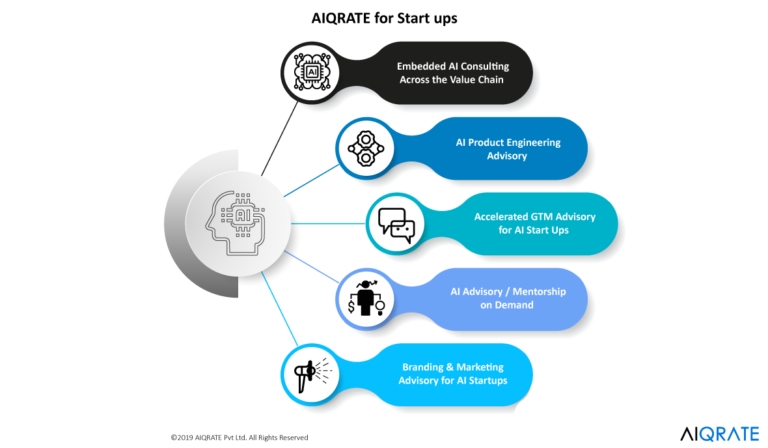 AIQRATE for Start ups
AI
Embedded AI Consulting
Across the Value Chain
AI Product Engineering
Advisory
AI
Accelerated GTM Advisory
for AI Start Ups
$
AI Advisory / Mentorship
on Demand
Branding & Marketing
Advisory for AI Startups
©2019 AIQRATE Pvt Ltd. All Rights Reserved
AIQRATE